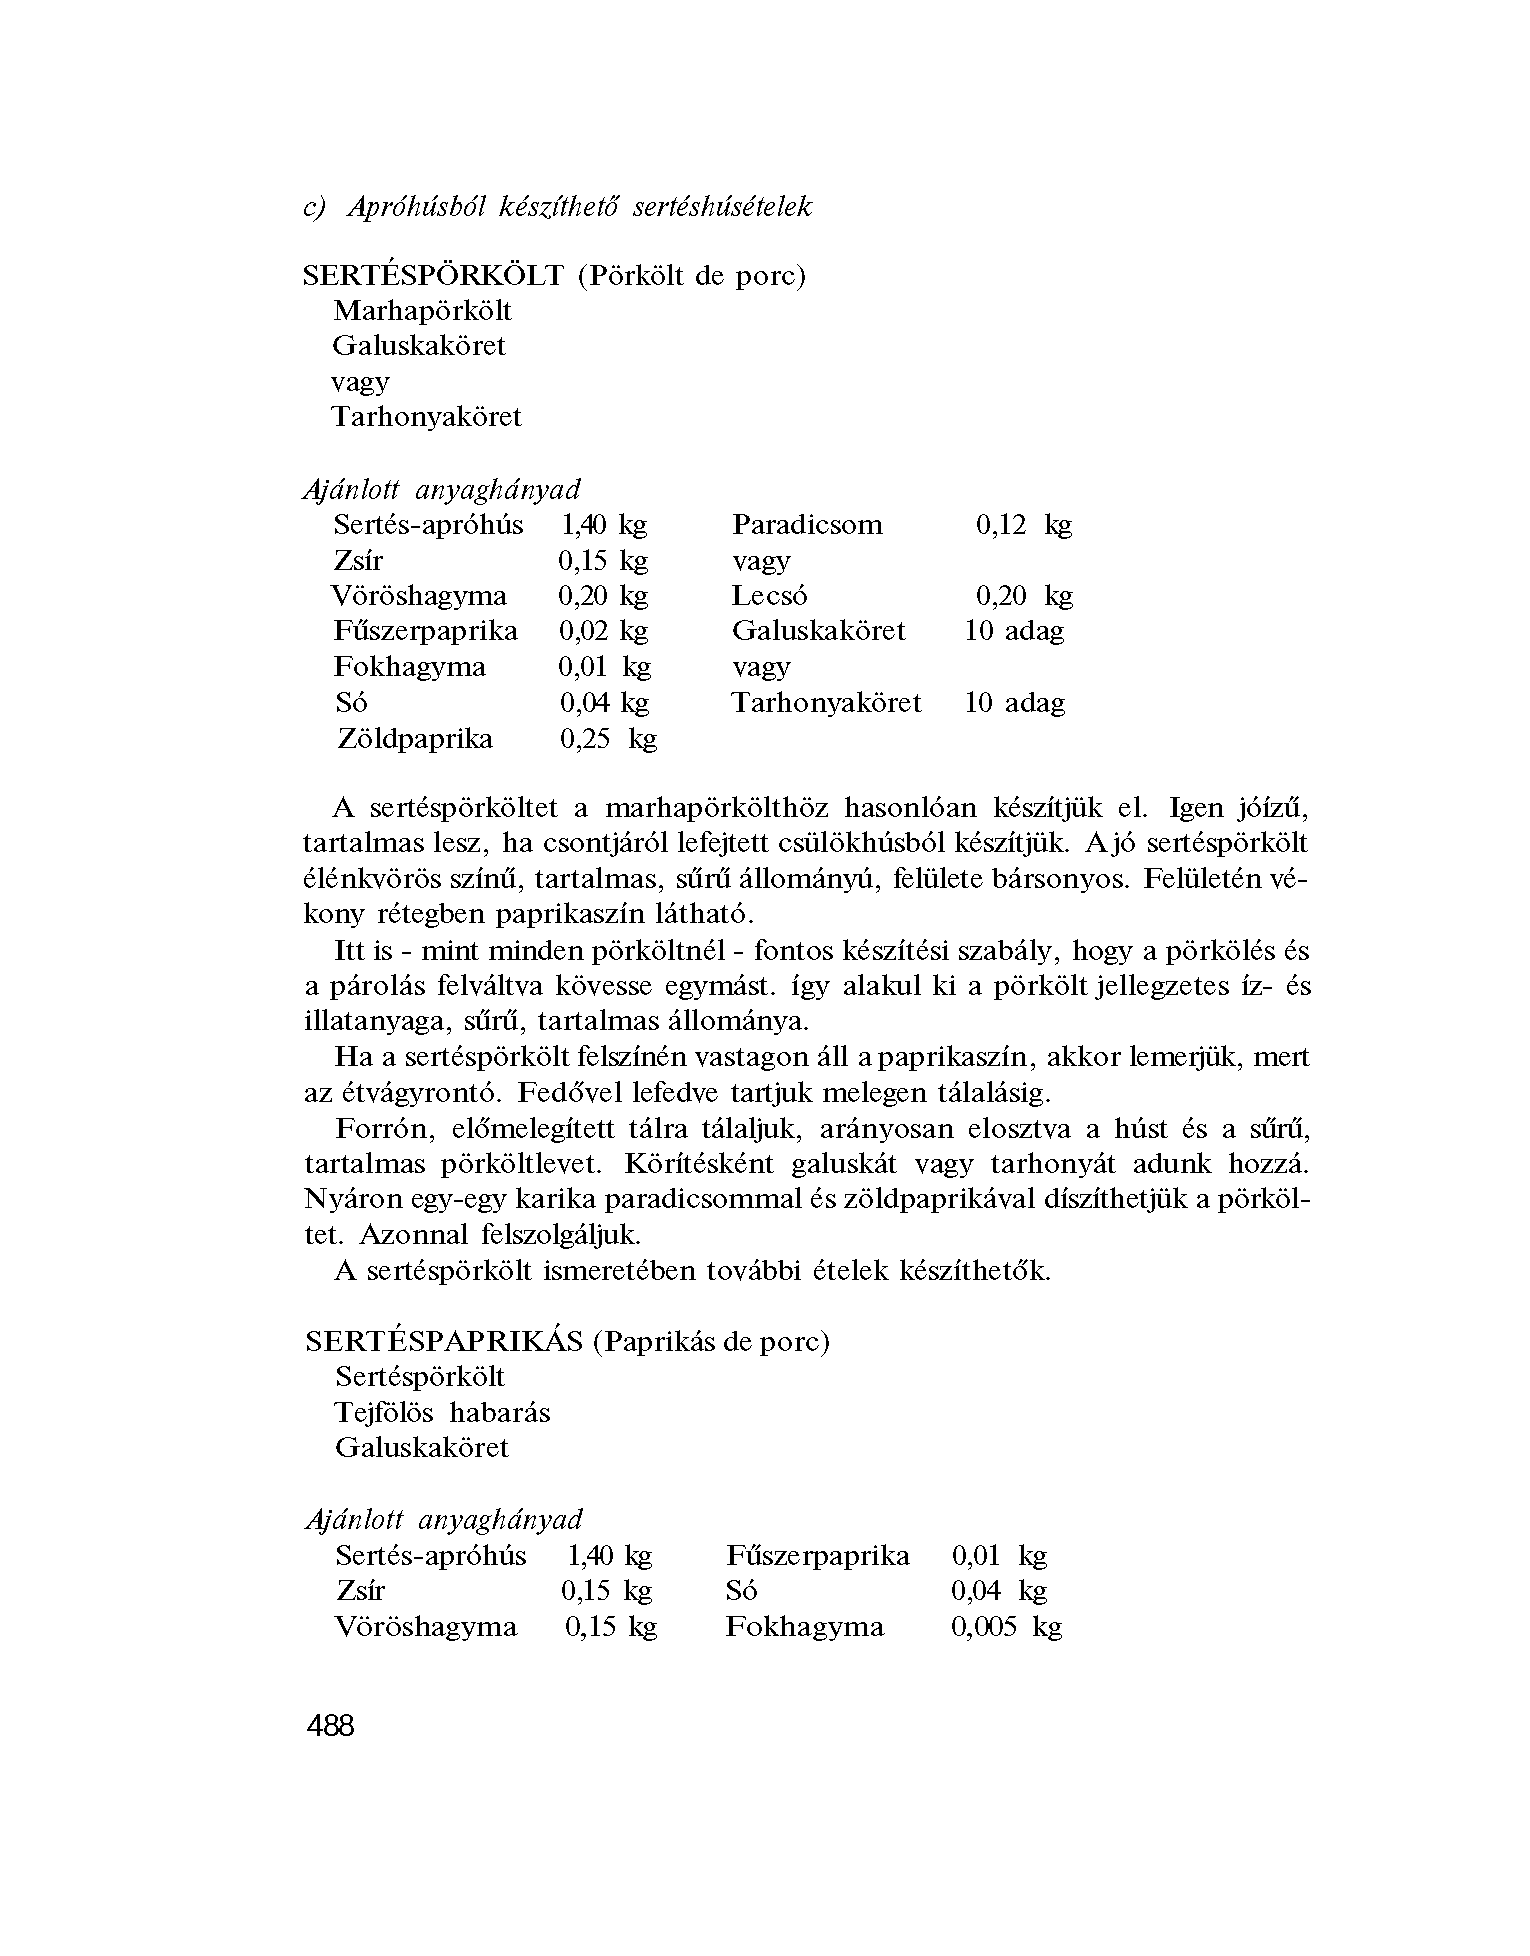 c) Apróhúsból készíthető sertéshúsételek
SERTÉSPÖRKÖLT (Pörkölt de porc)
Marhapörkölt
Galuskaköret
vagy
Tarhonyaköret
Ajánlott anyaghányad
Sertés-apróhús 1,40 kg Paradicsom 0,12 kg
Zsír 0,15 kg vagy
Vöröshagyma 0,20 kg Lecsó 0,20 kg
Fűszerpaprika 0,02 kg Galuskaköret 10 adag
Fokhagyma 0,01 kg vagy
Só 0,04 kg Tarhonyaköret 10 adag
Zöldpaprika 0,25 kg
A sertéspörköltet a marhapörkölthöz hasonlóan készítjük el. Igen jóízű,
tartalmas lesz, ha csontjáról lefejtett csülökhúsból készítjük. A jó sertéspörkölt
élénkvörös színű, tartalmas, sűrű állományú, felülete bársonyos. Felületén vé-
kony rétegben paprikaszín látható.
Itt is - mint minden pörköltnél - fontos készítési szabály, hogy a pörkölés és
a párolás felváltva kövesse egymást. így alakul ki a pörkölt jellegzetes íz- és
illatanyaga, sűrű, tartalmas állománya.
Ha a sertéspörkölt felszínén vastagon áll a paprikaszín, akkor lemerjük, mert
az étvágyrontó. Fedővel lefedve tartjuk melegen tálalásig.
Forrón, előmelegített tálra tálaljuk, arányosan elosztva a húst és a sűrű,
tartalmas pörköltlevet. Körítésként galuskát vagy tarhonyát adunk hozzá.
Nyáron egy-egy karika paradicsommal és zöldpaprikával díszíthetjük a pörköl-
tet. Azonnal felszolgáljuk.
A sertéspörkölt ismeretében további ételek készíthetők.
SERTÉSPAPRIKÁS (Paprikás de porc)
Sertéspörkölt
Tejfölös habarás
Galuskaköret
Ajánlott anyaghányad
Sertés-apróhús 1,40 kg Fűszerpaprika 0,01 kg
Zsír 0,15 kg Só 0,04 kg
Vöröshagyma 0,15 kg Fokhagyma 0,005 kg
488